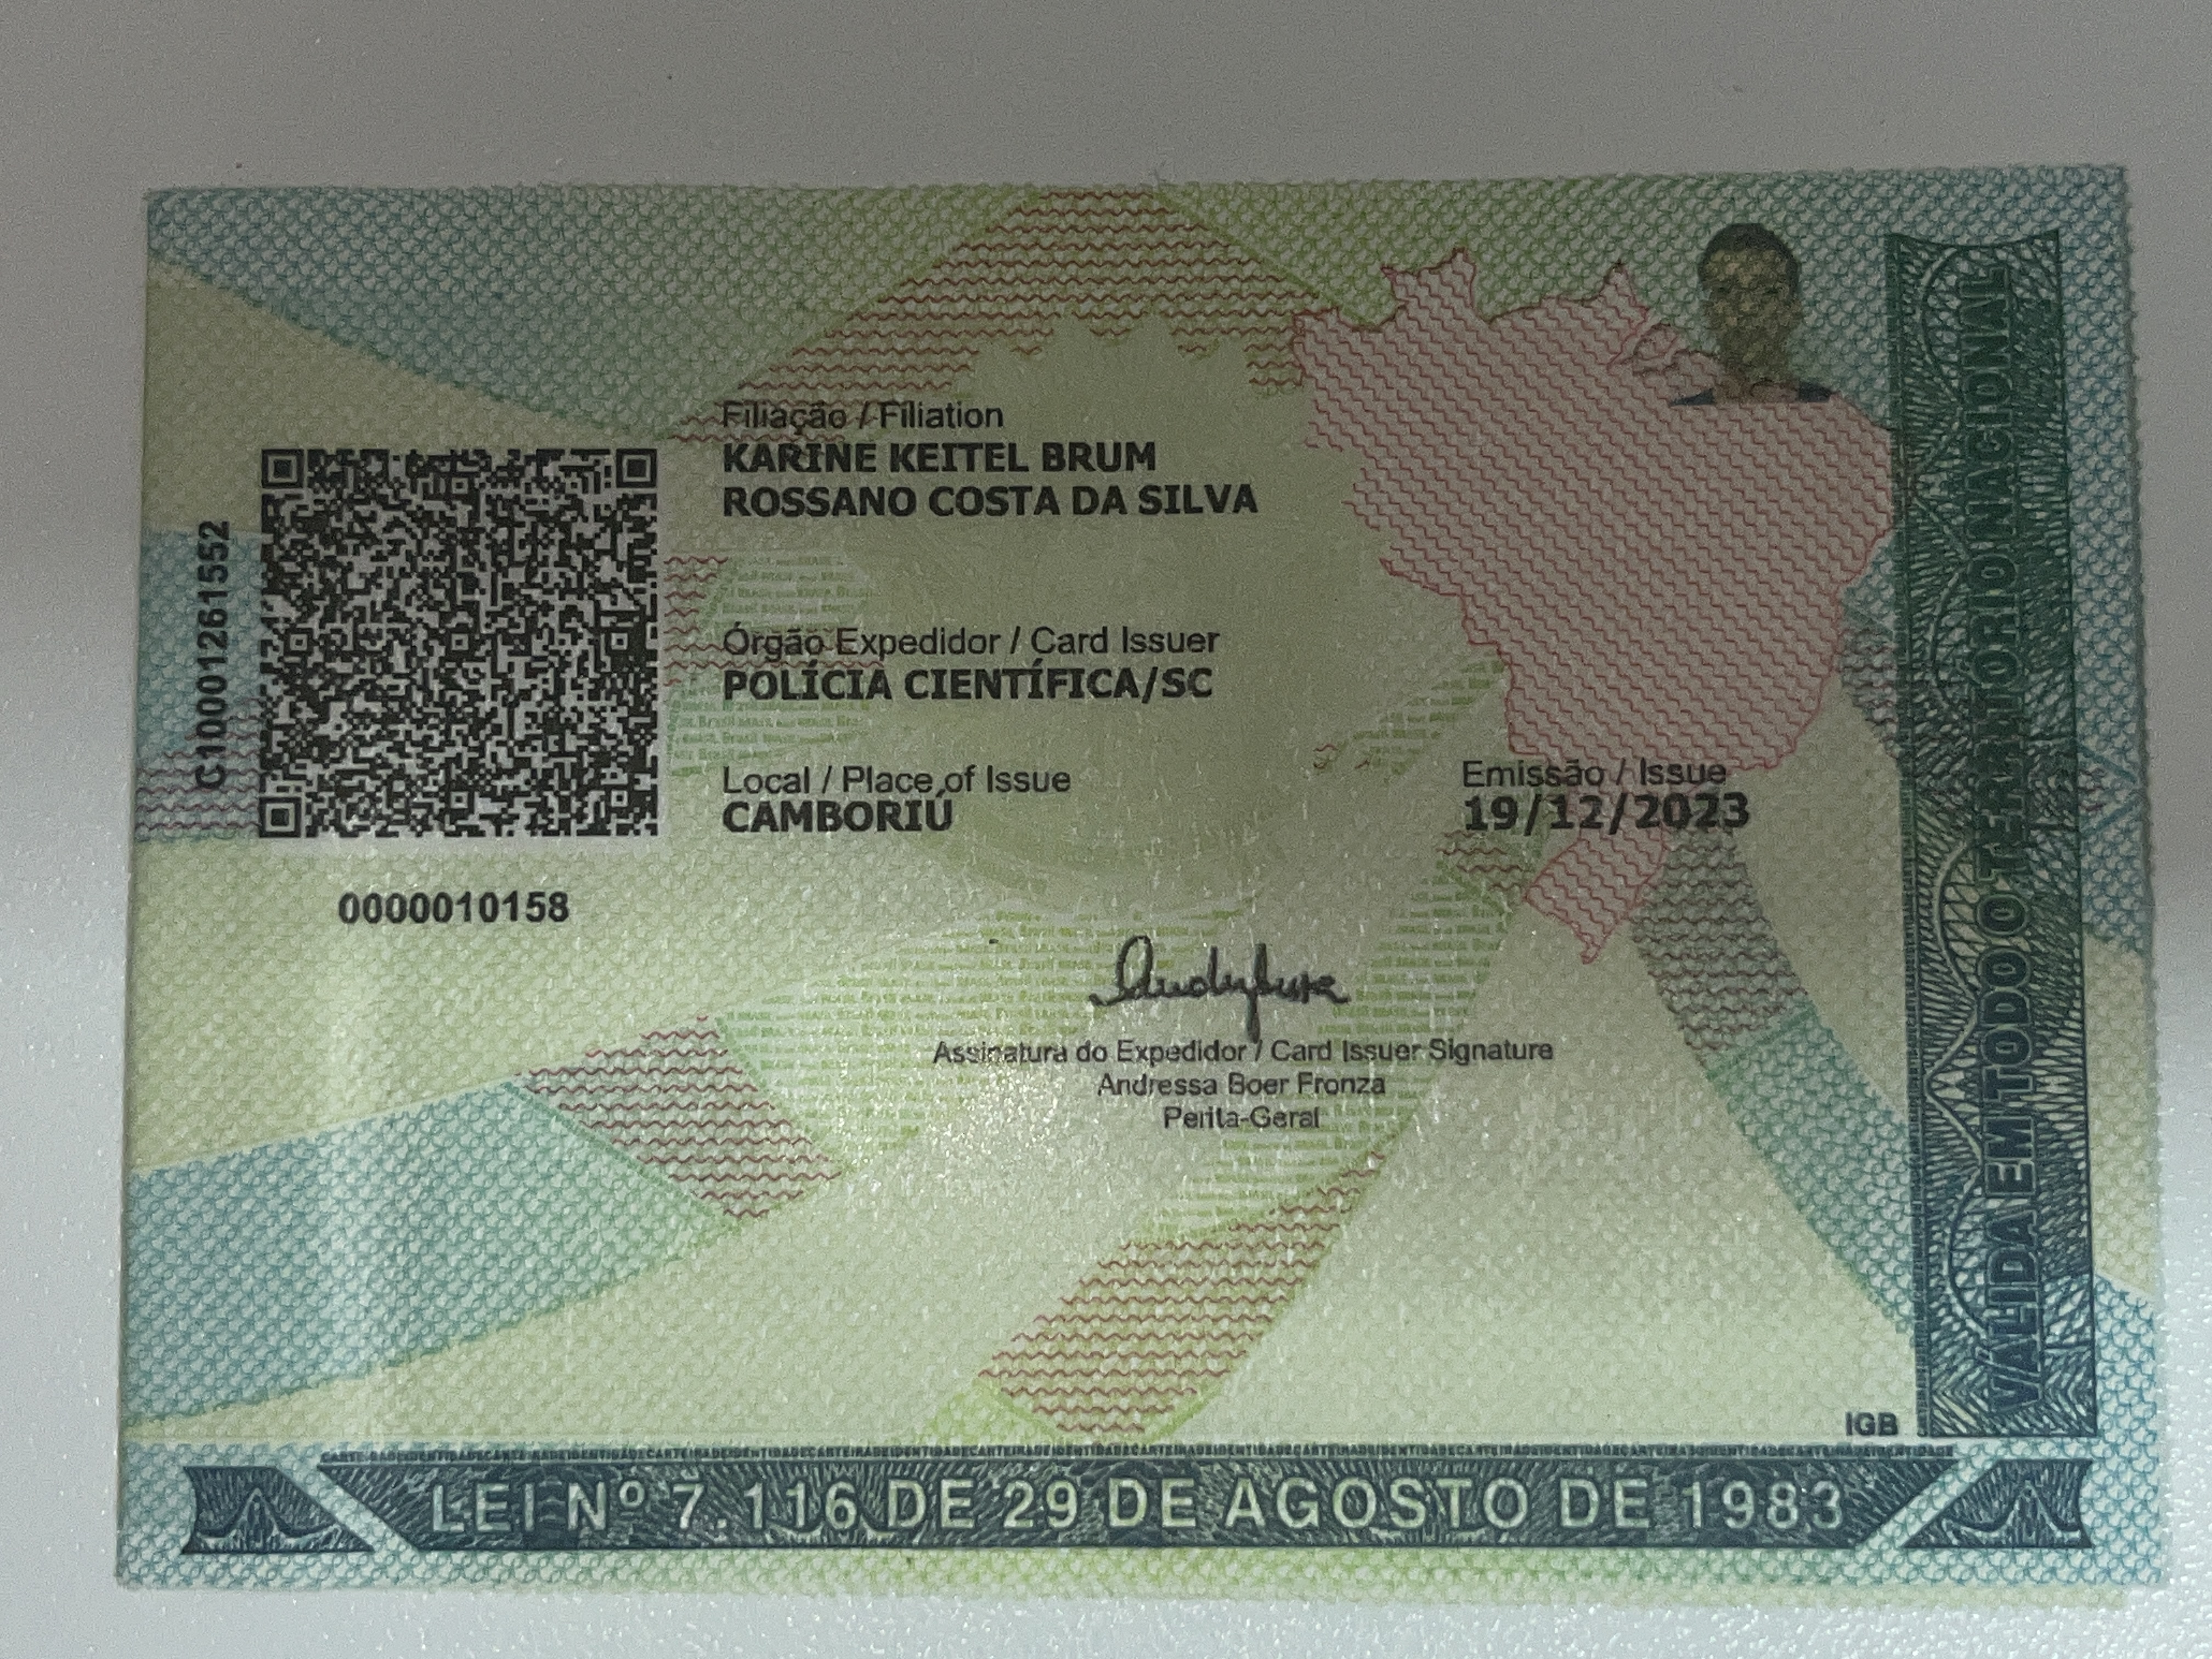 C10001261552
Filiação / Filiation
KARINE KEITEL BRUM
ROSSANO COSTA DA SILVA
Órgão Expedidor / Card Issuer
POLÍCIA CIENTÍFICA/SC
Local / Place of Issue
CAMBORIÚ
Emissão / Issue
19/12/2023
0000010158
Assinatura do Expedidor / Card Issuer Signature
Andressa Boer Fronza
Perita-Geral
IGB
LEI Nº 7.116 DE 29 DE AGOSTO DE 1983
VÁLIDA EM TODO O TERRITÓRIO NACIONAL